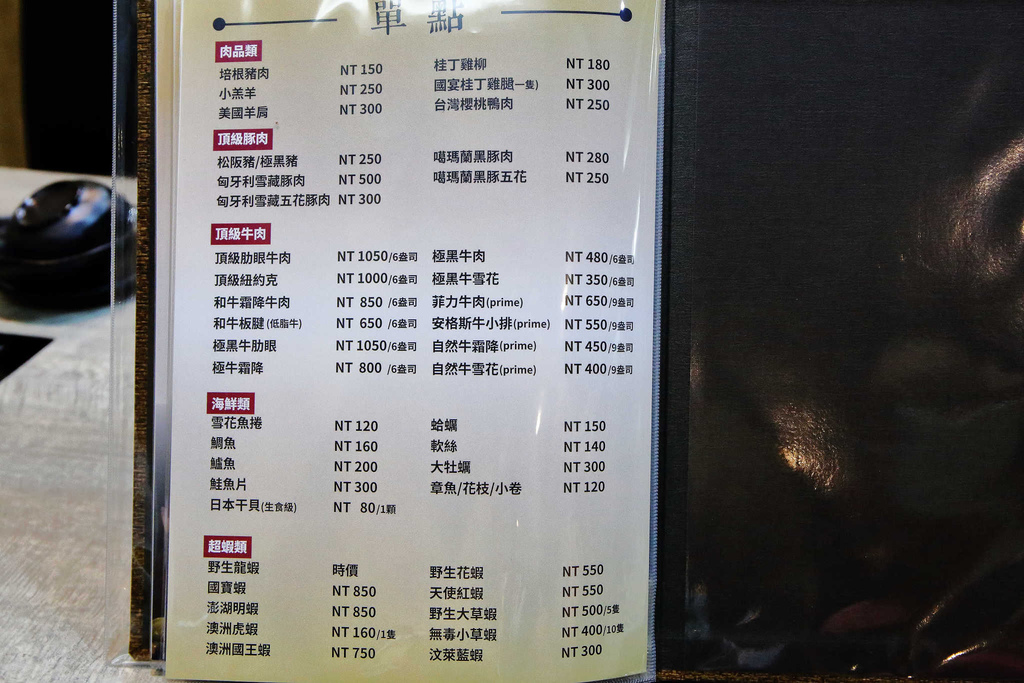 單點
肉品類
培根豬肉 NT 150 桂丁雞柳 NT 180
小羔羊 NT 250 國宴桂丁雞腿(一隻) NT 300
美國羊肩 NT 300 台灣櫻桃鴨肉 NT 250
頂級豚肉
松阪豬/極黑豬 NT 250 噶瑪蘭黑豚肉 NT 280
匈牙利雪藏豚肉 NT 500 噶瑪蘭黑豚五花 NT 250
匈牙利雪藏五花豚肉 NT 300
頂級牛肉
頂級肋眼牛肉 NT 1050/6盎司 極黑牛肉 NT 480/6盎司
頂級紐約克 NT 1000/6盎司 極黑牛雪花 NT 350/6盎司
和牛霜降牛肉 NT 850 /6盎司 菲力牛肉(prime) NT 650/9盎司
和牛板腱(低脂牛) NT 650 /6盎司 安格斯牛小排(prime) NT 550/9盎司
極黑牛肋眼 NT 1050/6盎司 自然牛霜降(prime) NT 450/9盎司
極牛霜降 NT 800 /6盎司 自然牛雪花(prime) NT 400/9盎司
海鮮類
雪花魚捲 NT 120 蛤蠣 NT 150
鯛魚 NT 160 軟絲 NT 140
鱸魚 NT 200 大牡蠣 NT 300
鮭魚片 NT 300 章魚/花枝/小卷 NT 120
日本干貝(生食級) NT 80/1顆
超蝦類
野生龍蝦 時價 野生花蝦 NT 550
國寶蝦 NT 850 天使紅蝦 NT 550
澎湖明蝦 NT 850 野生大草蝦 NT 500/5隻
澳洲虎蝦 NT 160/1隻 無毒小草蝦 NT 400/10隻
澳洲國王蝦 NT 750 汶萊藍蝦 NT 300